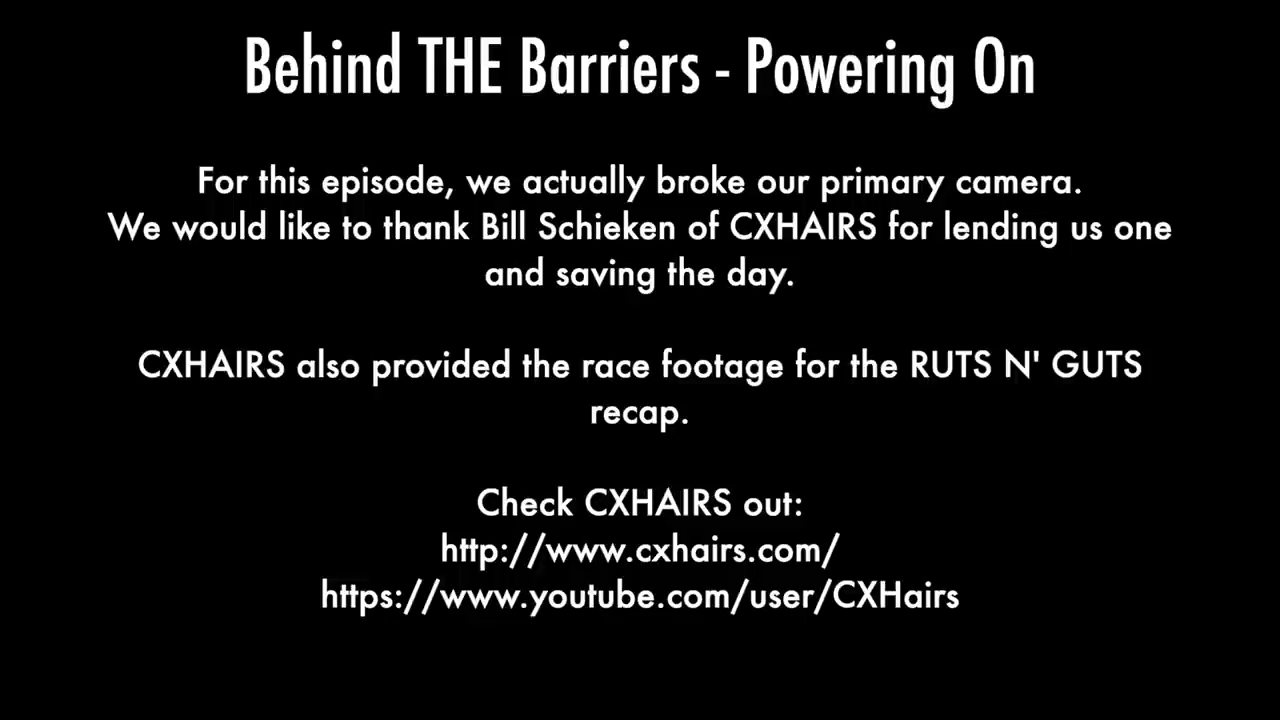 Behind THE Barriers - Powering On
For this episode, we actually broke our primary camera.
We would like to thank Bill Schieken of CXHAIRS for lending us one
and saving the day.
CXHAIRS also provided the race footage for the RUTS N' GUTS
recap.
Check CXHAIRS out:
http://www.cxhairs.com/
https://www.youtube.com/user/CXHairs